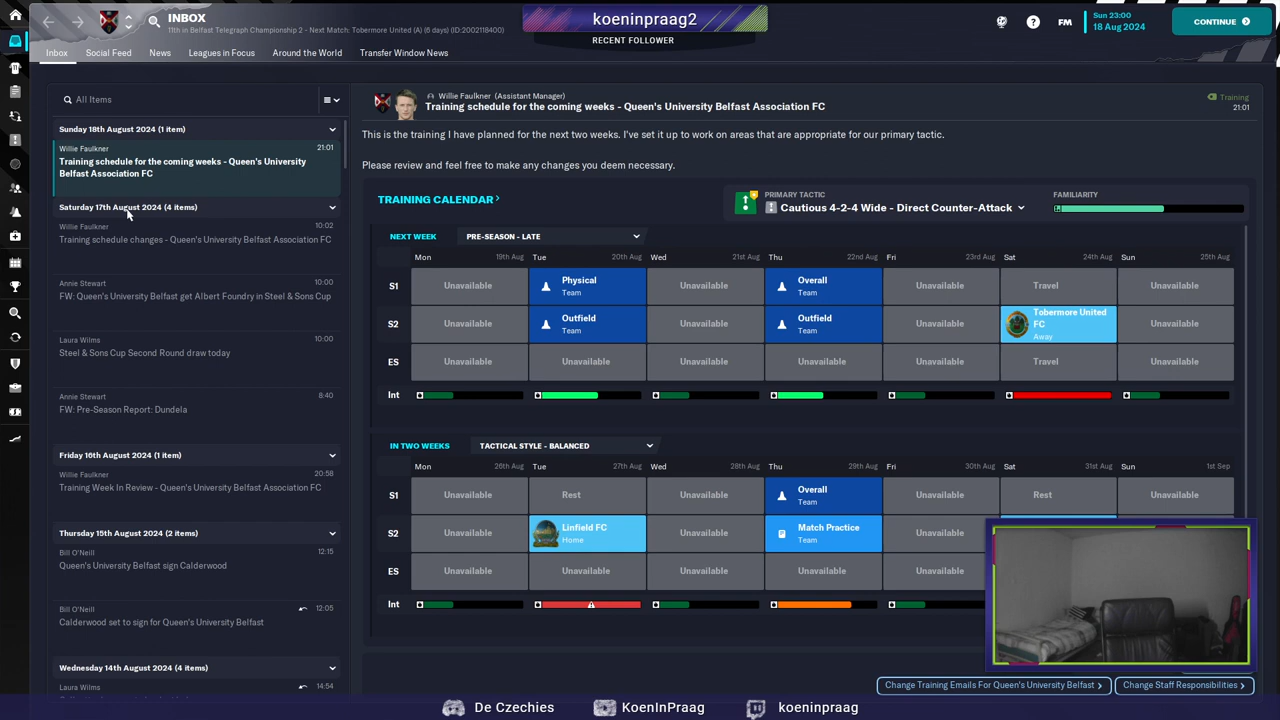 INBOX
11th in Belfast Telegraph Championship 2 - Next Match: Tobermore United (A) (6 days) (ID:2002118400)
koeninpraag2
RECENT FOLLOWER
FM
Sun 23:00
18 Aug 2024
CONTINUE
Inbox
Social Feed
News
Leagues in Focus
Around the World
Transfer Window News
All Items
Sunday 18th August 2024 (1 item)
Willie Faulkner
21:01
Training schedule for the coming weeks - Queen's University
Belfast Association FC
Saturday 17th August 2024 (4 items)
Willie Faulkner
10:02
Training schedule changes - Queen's University Belfast Association FC
Annie Stewart
10:00
FW: Queen's University Belfast get Albert Foundry in Steel & Sons Cup
Laura Wilms
10:00
Steel & Sons Cup Second Round draw today
Annie Stewart
8:40
FW: Pre-Season Report: Dundela
Friday 16th August 2024 (1 item)
Willie Faulkner
20:58
Training Week In Review - Queen's University Belfast Association FC
Thursday 15th August 2024 (2 items)
Bill O'Neill
12:15
Queen's University Belfast sign Calderwood
Bill O'Neill
12:05
Calderwood set to sign for Queen's University Belfast
Wednesday 14th August 2024 (4 items)
Laura Wilms
14:54
Willie Faulkner (Assistant Manager)
Training schedule for the coming weeks - Queen's University Belfast Association FC
Training
21:01
This is the training I have planned for the next two weeks. I've set it up to work on areas that are appropriate for our primary tactic.
Please review and feel free to make any changes you deem necessary.
TRAINING CALENDAR
PRIMARY TACTIC
Cautious 4-2-4 Wide - Direct Counter-Attack
FAMILIARITY
NEXT WEEK
PRE-SEASON - LATE
Mon 19th Aug Tue 20th Aug Wed 21st Aug Thu 22nd Aug Fri 23rd Aug Sat 24th Aug Sun 25th Aug
S1 Unavailable Physical Team Unavailable Overall Team Unavailable Travel Unavailable
S2 Unavailable Outfield Team Unavailable Outfield Team Unavailable Tobermore United FC Away Unavailable
ES Unavailable Unavailable Unavailable Unavailable Unavailable Travel Unavailable
Int
IN TWO WEEKS
TACTICAL STYLE - BALANCED
Mon 26th Aug Tue 27th Aug Wed 28th Aug Thu 29th Aug Fri 30th Aug Sat 31st Aug Sun 1st Sep
S1 Unavailable Rest Unavailable Overall Team Unavailable Rest Unavailable
S2 Unavailable Linfield FC Home Unavailable Match Practice Team Unavailable
ES Unavailable Unavailable Unavailable Unavailable Unavailable
Int
Change Training Emails For Queen's University Belfast
Change Staff Responsibilities
De Czechies
KoenInPraag
koeninpraag